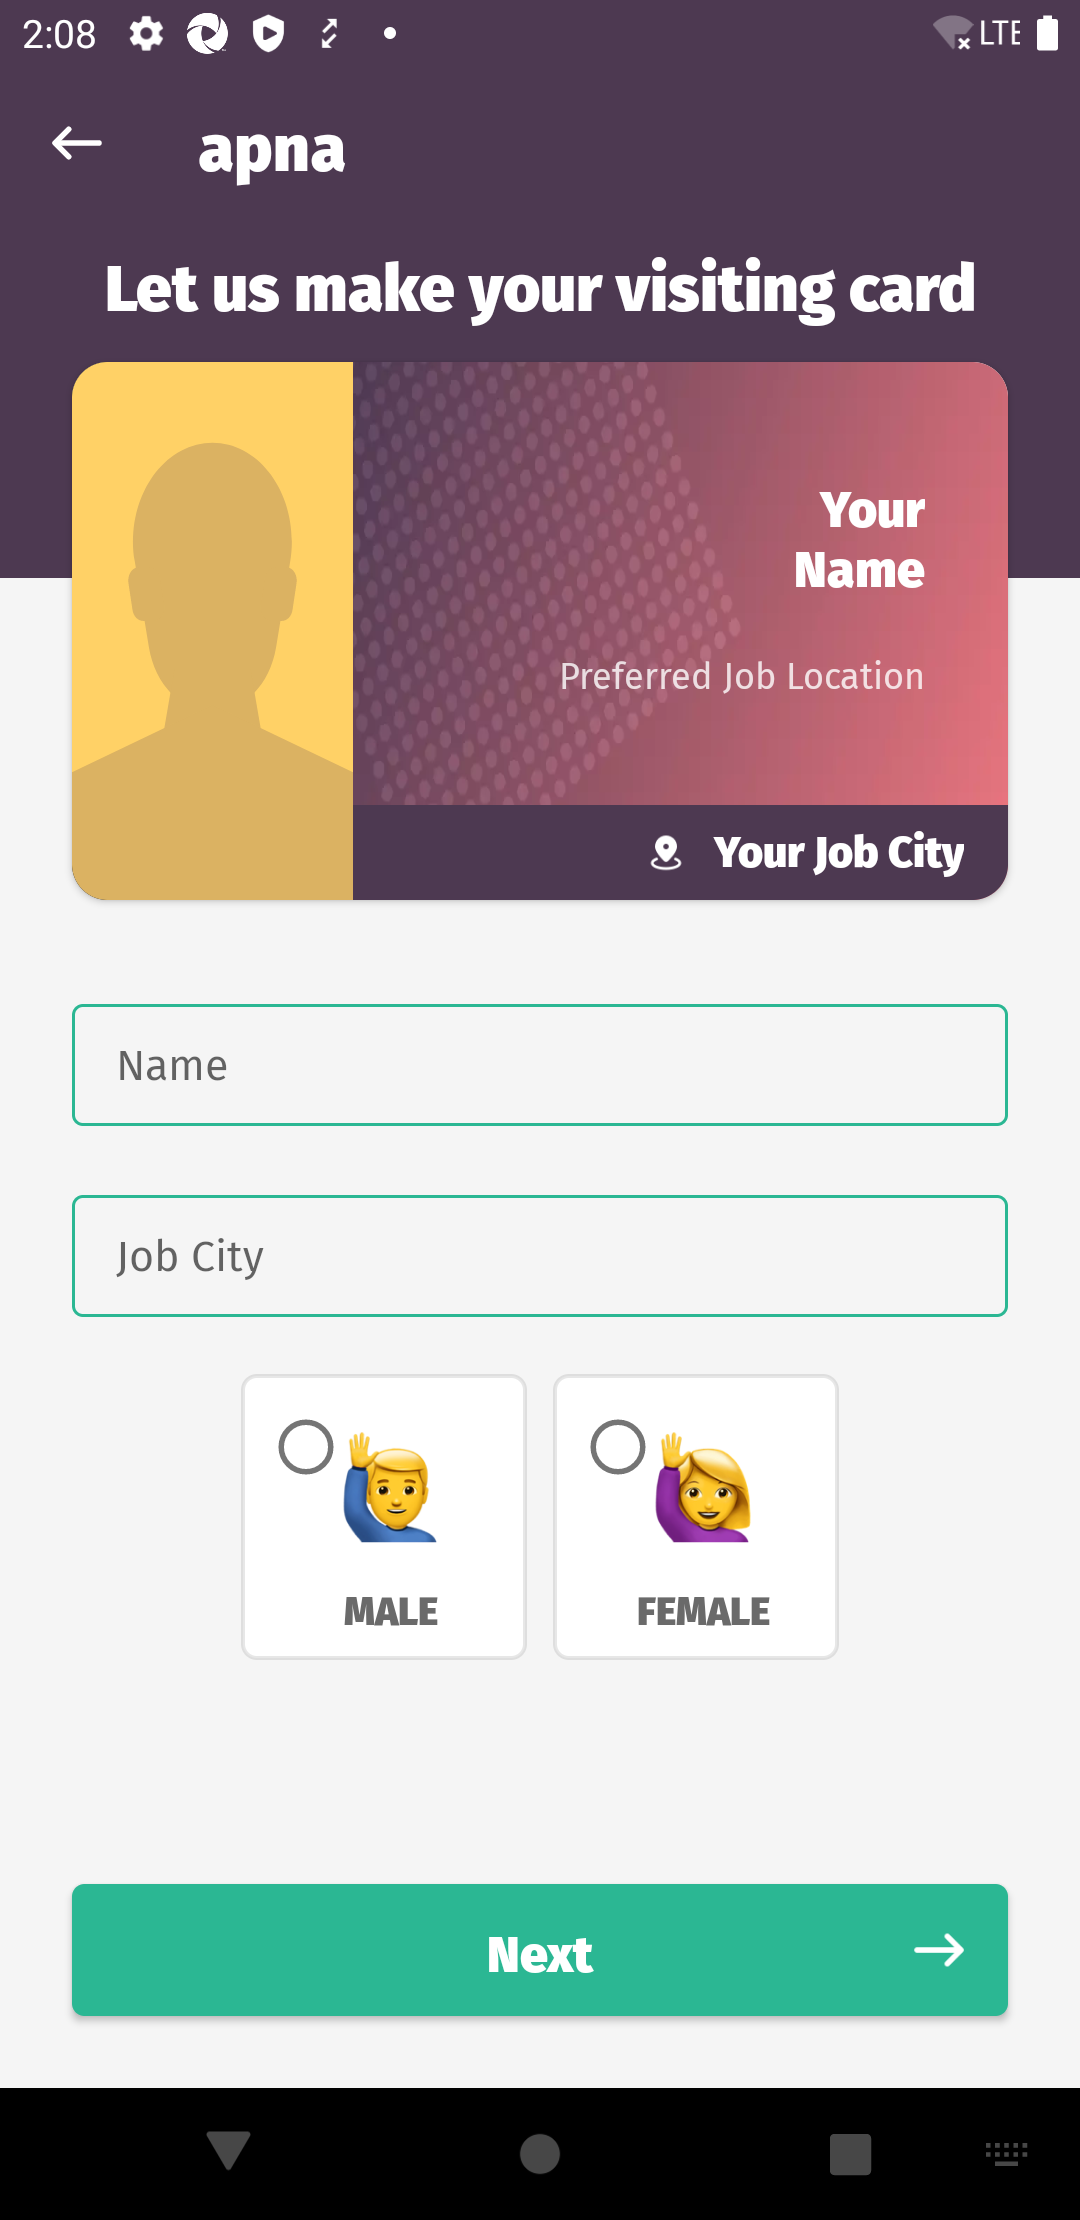 2:08
LTE
apna
Let us make your visiting card
Your
Name
Preferred Job Location
Your Job City
Name
Job City
MALE
FEMALE
Next